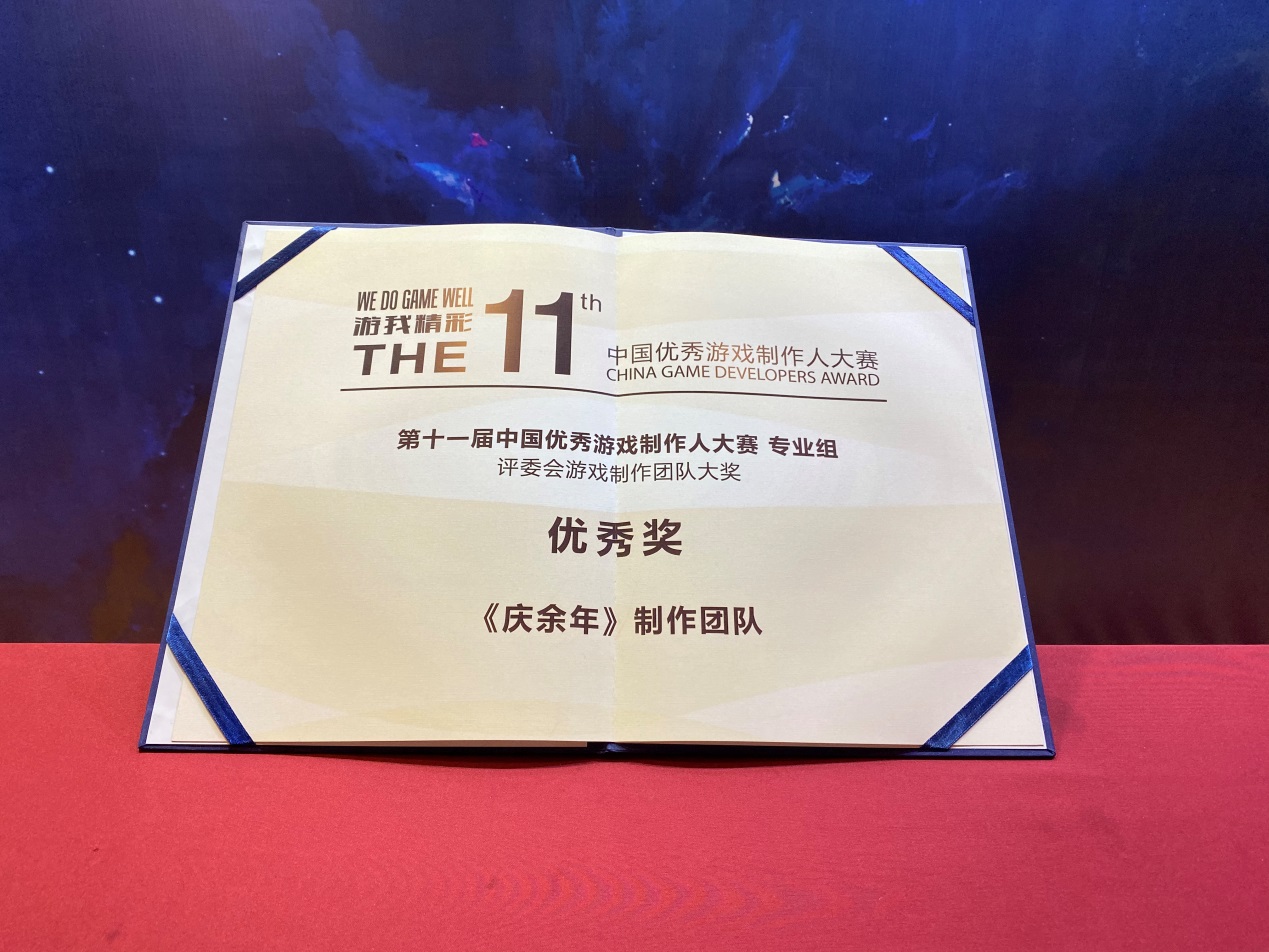 WE DO GAME WELL
游我精彩
THE 11th
中国优秀游戏制作人大赛
CHINA GAME DEVELOPERS AWARD
第十一届中国优秀游戏制作人大赛 专业组
评委会游戏制作团队大奖
优秀奖
《庆余年》制作团队